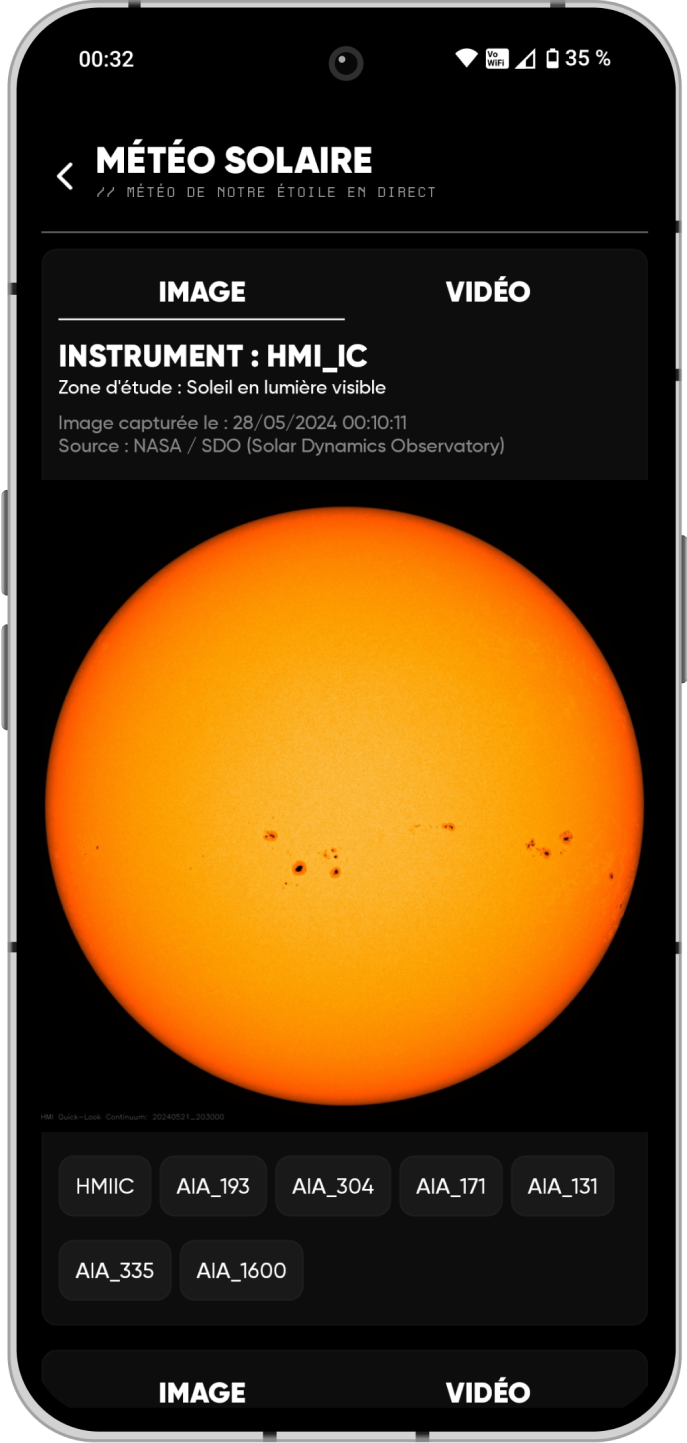 00:32
Vo WiFi
35 %
MÉTÉO SOLAIRE
// MÉTÉO DE NOTRE ÉTOILE EN DIRECT
IMAGE VIDÉO
INSTRUMENT : HMI_IC
Zone d'étude : Soleil en lumière visible
Image capturée le : 28/05/2024 00:10:11
Source : NASA / SDO (Solar Dynamics Observatory)
HMI Quick-Look Continuum: 20240521_203000
HMIIC AIA_193 AIA_304 AIA_171 AIA_131
AIA_335 AIA_1600
IMAGE VIDÉO